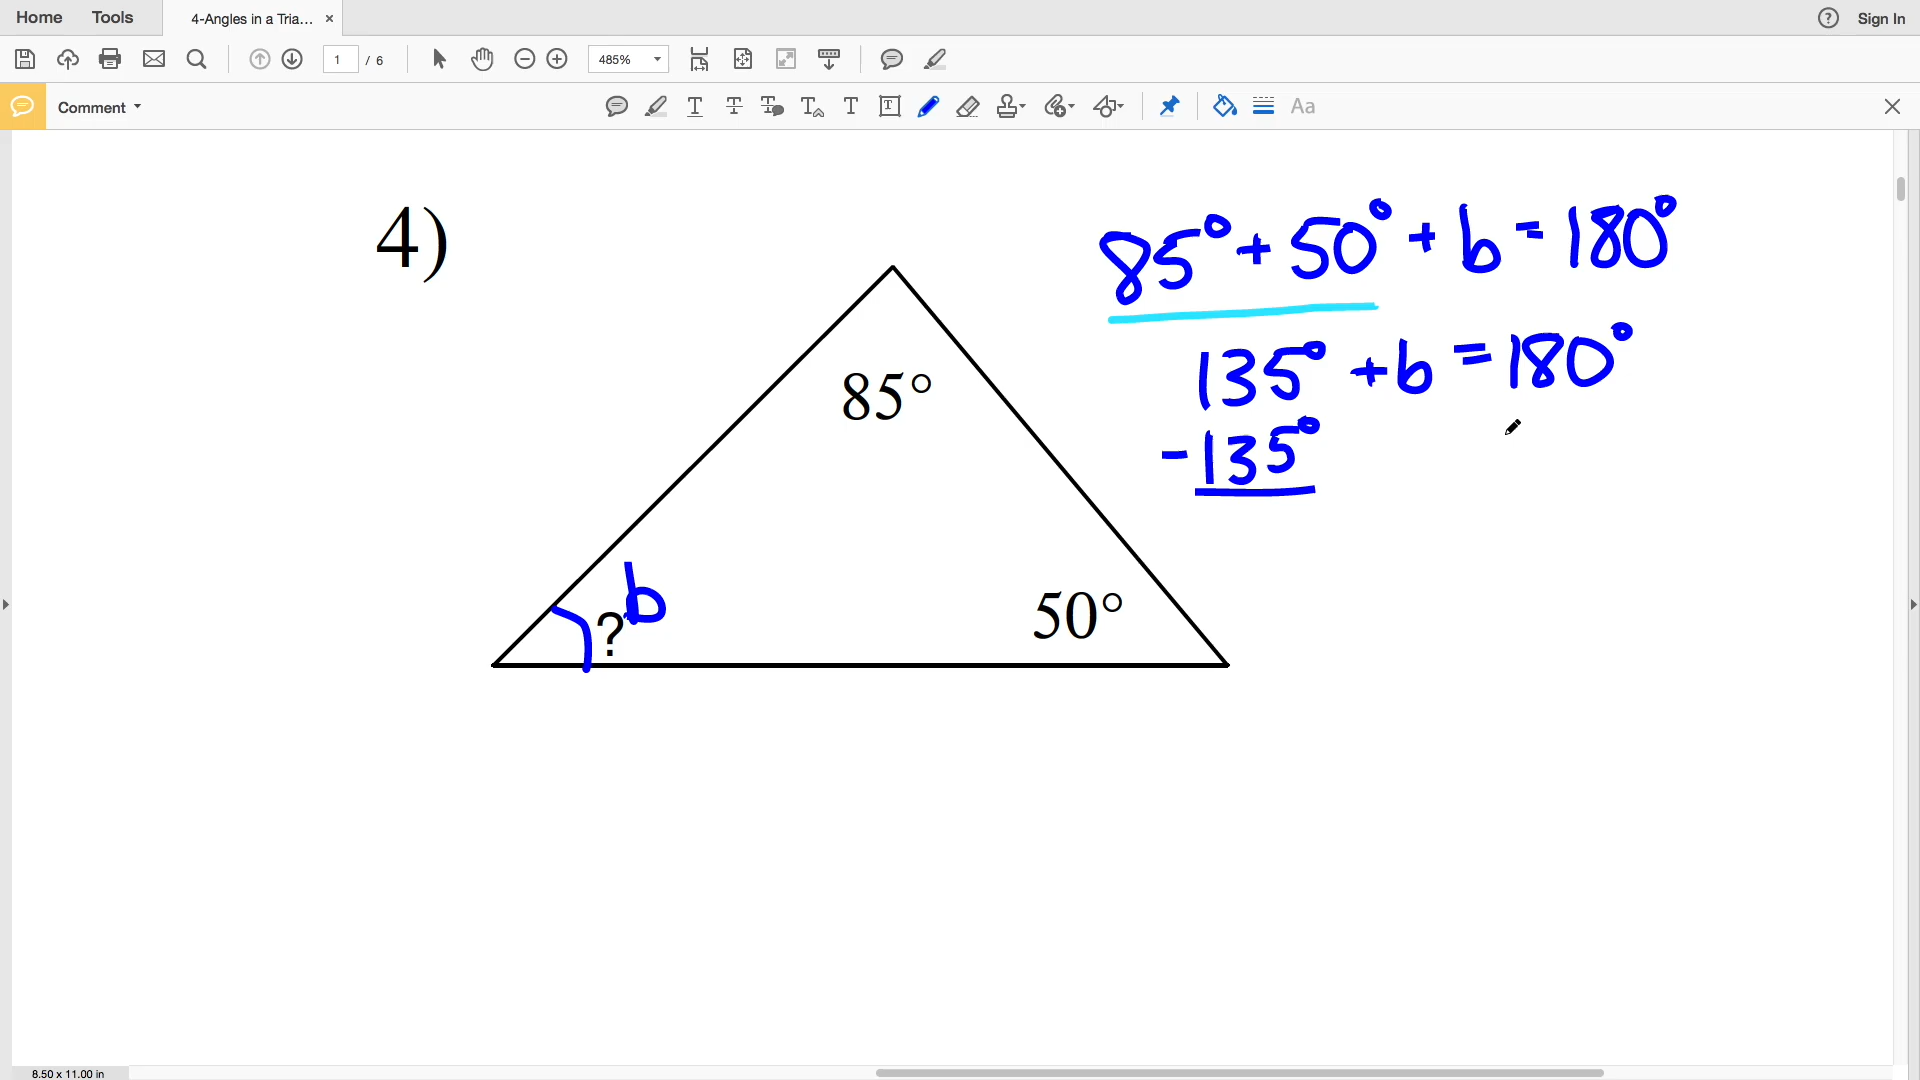 Home Tools 4-Angles in a Tria... × ? Sign In
1 / 6 485%
Comment T T T T T T Aa
4)
85° + 50° + b = 180°
135° + b = 180°
85°
- 135°
b
?
50°
8.50 x 11.00 in